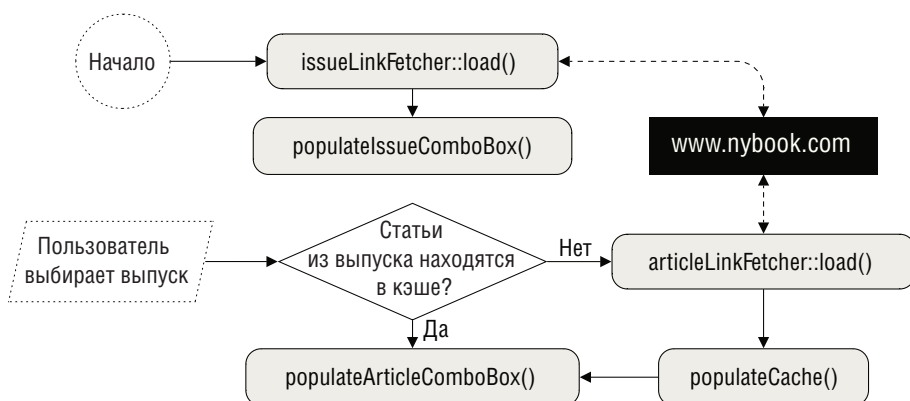 Начало
issueLinkFetcher::load()
populateIssueComboBox()
www.nybook.com
Пользователь
выбирает выпуск
Статьи
из выпуска находятся
в кэше?
Нет
articleLinkFetcher::load()
Да
populateArticleComboBox()
populateCache()